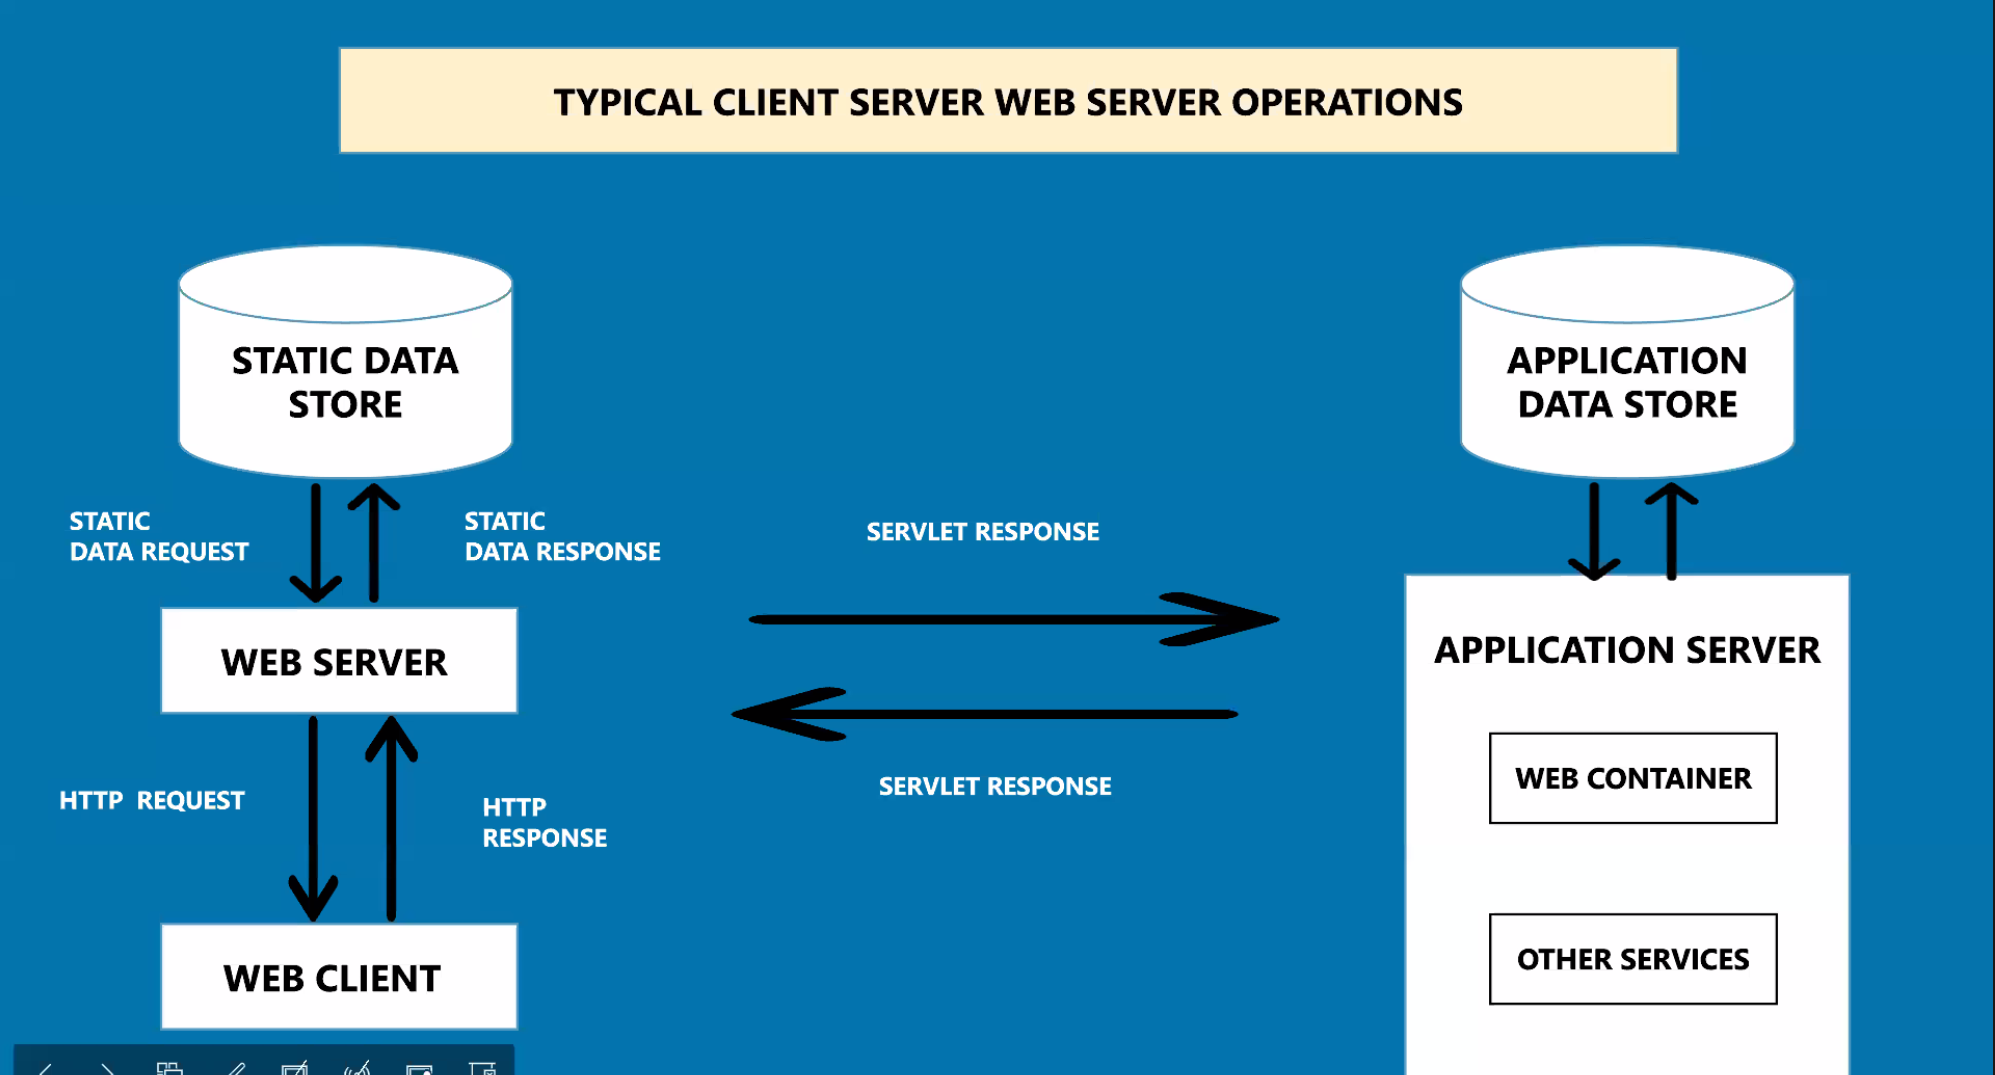 TYPICAL CLIENT SERVER WEB SERVER OPERATIONS
STATIC DATA
STORE
APPLICATION
DATA STORE
STATIC
DATA REQUEST
STATIC
DATA RESPONSE
SERVLET RESPONSE
WEB SERVER
APPLICATION SERVER
SERVLET RESPONSE
WEB CONTAINER
HTTP  REQUEST
HTTP
RESPONSE
WEB CLIENT
OTHER SERVICES